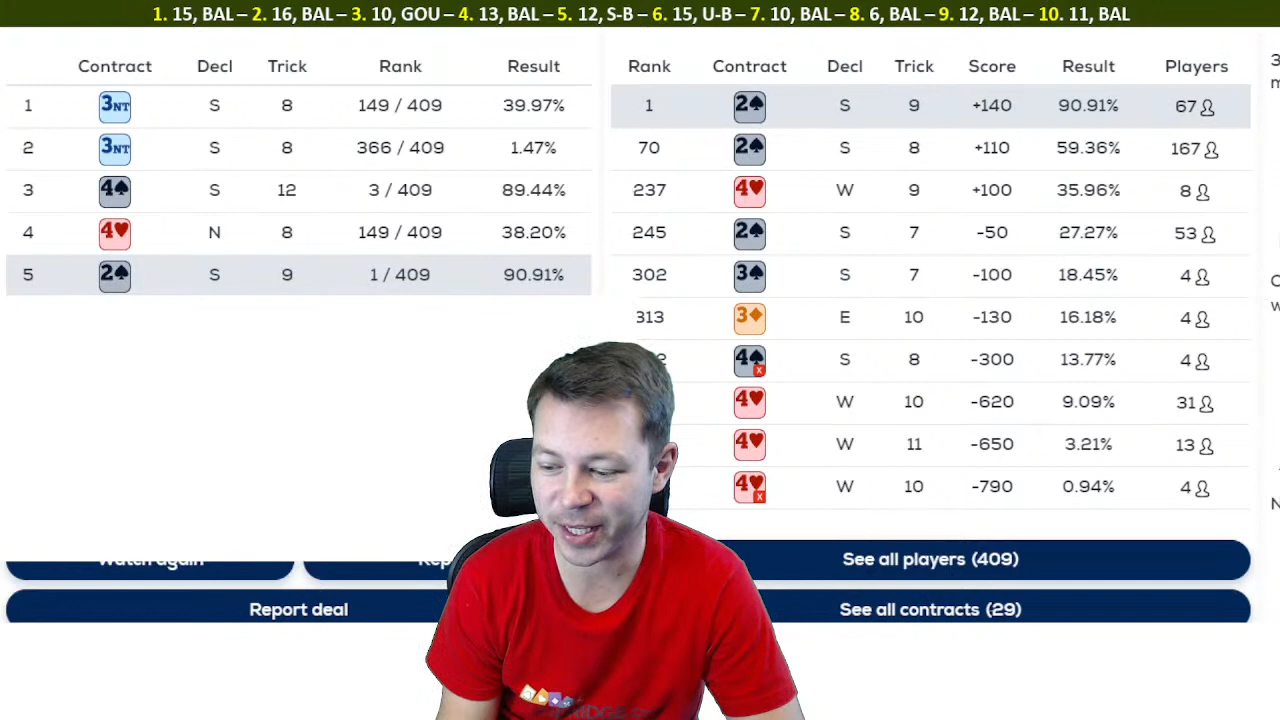 1. 15, BAL – 2. 16, BAL – 3. 10, GOU – 4. 13, BAL – 5. 12, S-B – 6. 15, U-B – 7. 10, BAL – 8. 6, BAL – 9. 12, BAL – 10. 11, BAL
Contract Decl Trick Rank Result
1 3NT S 8 149 / 409 39.97%
2 3NT S 8 366 / 409 1.47%
3 4♠ S 12 3 / 409 89.44%
4 4♥ N 8 149 / 409 38.20%
5 2♠ S 9 1 / 409 90.91%
Rank Contract Decl Trick Score Result Players
1 2♠ S 9 +140 90.91% 67
70 2♠ S 8 +110 59.36% 167
237 4♥ W 9 +100 35.96% 8
245 2♠ S 7 -50 27.27% 53
302 3♠ S 7 -100 18.45% 4
313 3♦ E 10 -130 16.18% 4
4♠ x S 8 -300 13.77% 4
4♥ W 10 -620 9.09% 31
4♥ W 11 -650 3.21% 13
4♥ x W 10 -790 0.94% 4
Watch again
Report deal
See all players (409)
See all contracts (29)